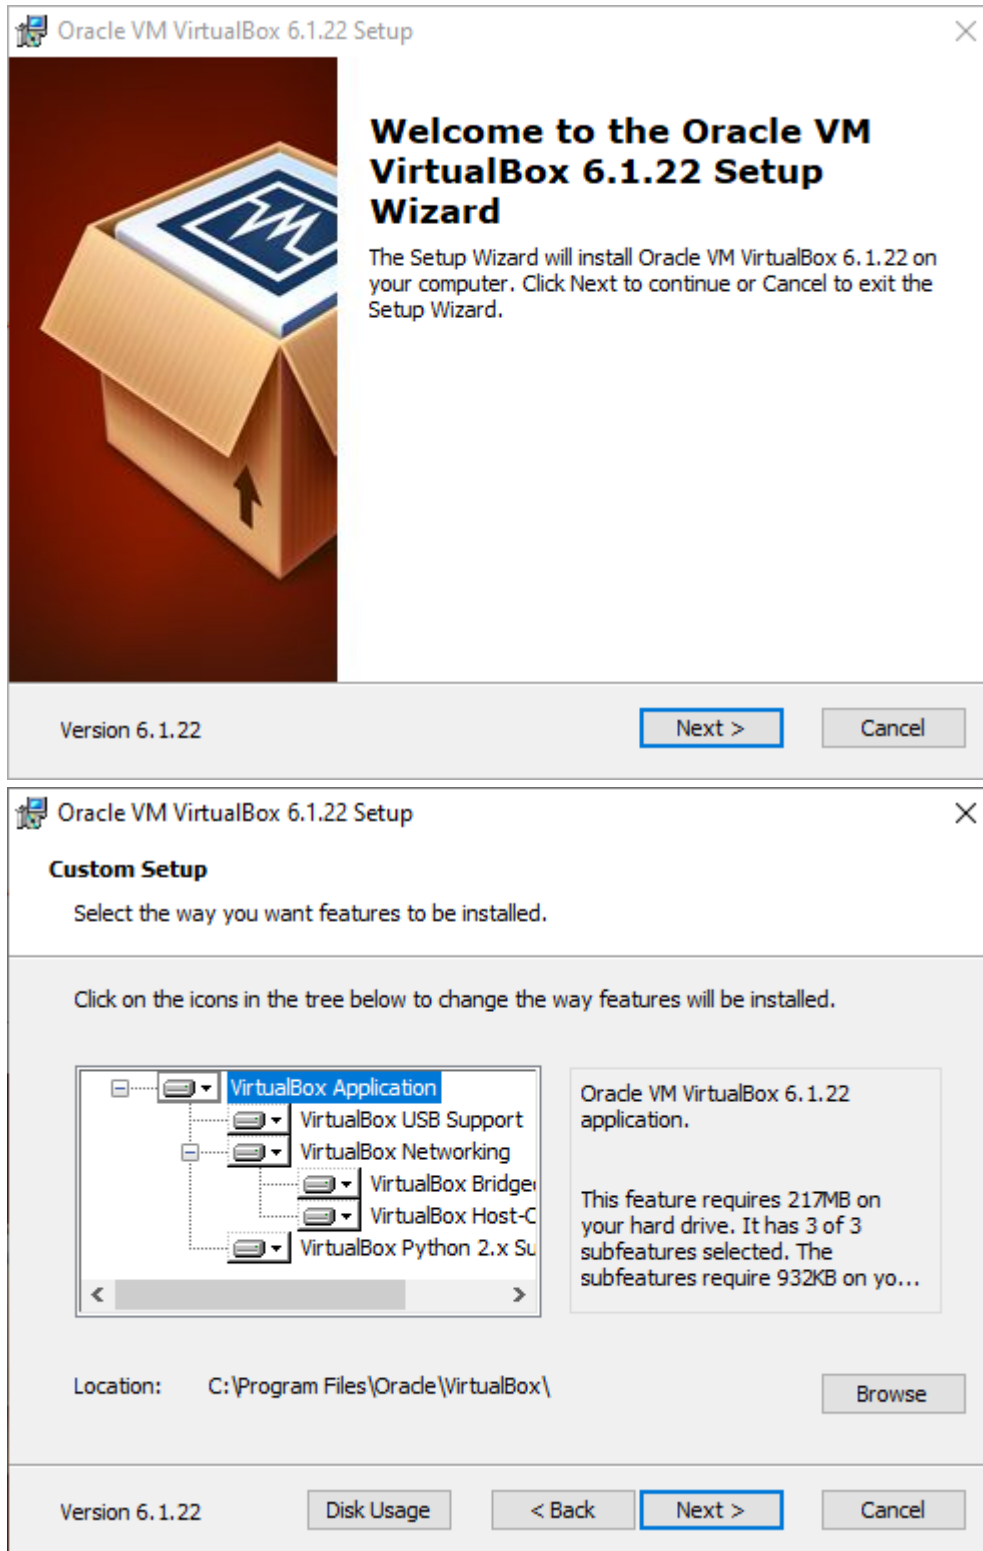 Oracle VM VirtualBox 6.1.22 Setup
Welcome to the Oracle VM
VirtualBox 6.1.22 Setup
Wizard
The Setup Wizard will install Oracle VM VirtualBox 6.1.22 on
your computer. Click Next to continue or Cancel to exit the
Setup Wizard.
Version 6.1.22
Next >
Cancel
Oracle VM VirtualBox 6.1.22 Setup
Custom Setup
Select the way you want features to be installed.
Click on the icons in the tree below to change the way features will be installed.
VirtualBox Application
VirtualBox USB Support
VirtualBox Networking
VirtualBox Bridge
VirtualBox Host-
VirtualBox Python 2.x Su
Oracle VM VirtualBox 6.1.22
application.
This feature requires 217MB on
your hard drive. It has 3 of 3
subfeatures selected. The
subfeatures require 932KB on yo...
Location: C:\Program Files\Oracle\VirtualBox\
Browse
Version 6.1.22
Disk Usage
< Back
Next >
Cancel